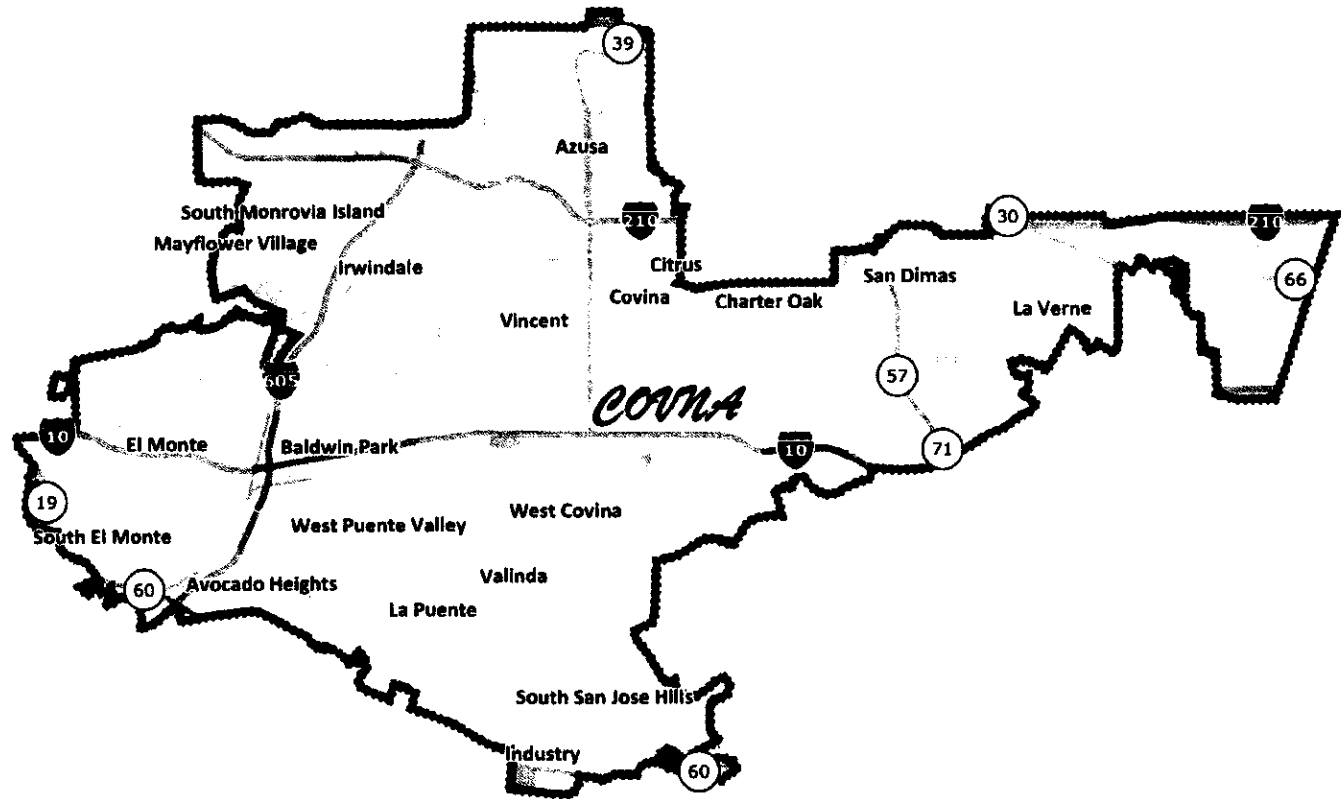 39
Azusa
South Monrovia Island
210
30
210
Mayflower Village
Irwindale
Citrus
San Dimas
66
Covina
Charter Oak
La Verne
Vincent
605
57
COVNA
10
El Monte
Baldwin Park
10
71
19
West Puente Valley
West Covina
South El Monte
Valinda
60
Avocado Heights
La Puente
South San Jose Hills
Industry
60